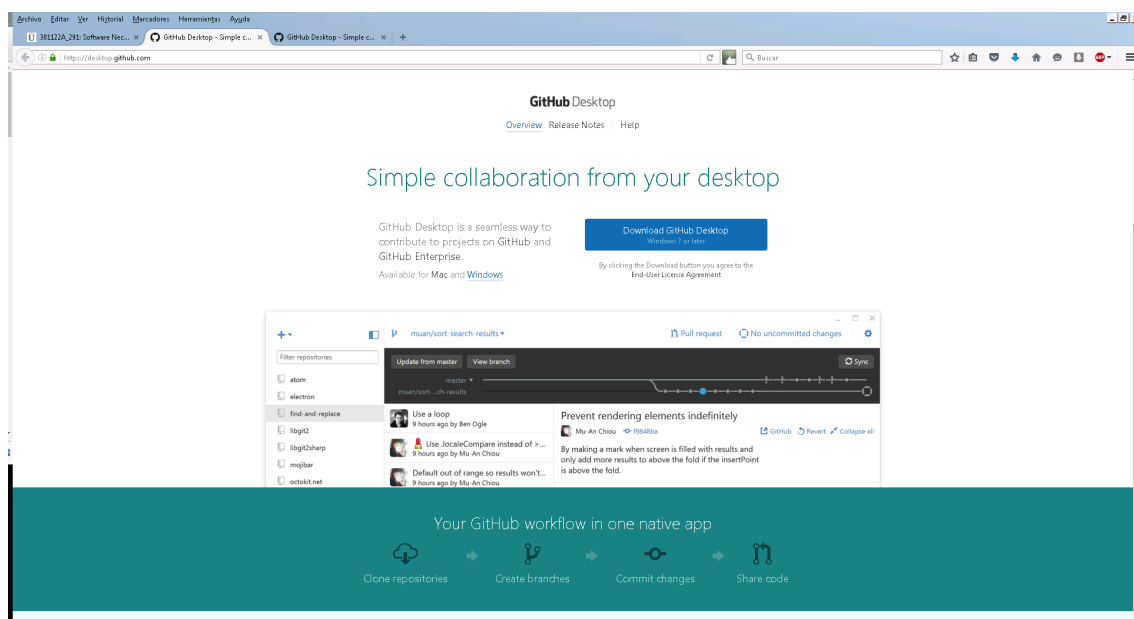 Archivo Editar Ver Historial Marcadores Herramientas Ayuda
301122A_291: Software Nec... × GitHub Desktop - Simple c... × GitHub Desktop - Simple c... × +
https://desktop.github.com Buscar
GitHub Desktop
Overview Release Notes Help
Simple collaboration from your desktop
GitHub Desktop is a seamless way to
contribute to projects on GitHub and
GitHub Enterprise.
Available for Mac and Windows
Download GitHub Desktop
Windows 7 or later
By clicking the Download button you agree to the
End-User License Agreement
muan/sort-search-results Pull request No uncommitted changes
Filter repositories
atom
electron
find-and-replace
libgit2
libgit2sharp
mojibar
octokit.net
Update from master View branch Sync
master
muan/sort-...ch-results
Use a loop
9 hours ago by Ben Ogle
Use .localeCompare instead of >...
9 hours ago by Mu-An Chiou
Default out of range so results won't...
9 hours ago by Mu-An Chiou
Prevent rendering elements indefinitely
Mu-An Chiou f9848ba GitHub Revert Collapse all
By making a mark when screen is filled with results and
only add more results to above the fold if the insertPoint
is above the fold.
Your GitHub workflow in one native app
Clone repositories Create branches Commit changes Share code